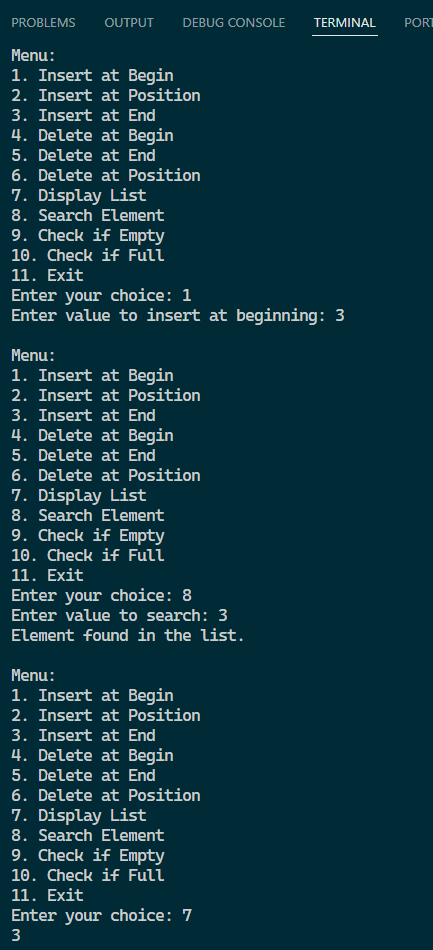 PROBLEMS OUTPUT DEBUG CONSOLE TERMINAL PORT
Menu:
1. Insert at Begin
2. Insert at Position
3. Insert at End
4. Delete at Begin
5. Delete at End
6. Delete at Position
7. Display List
8. Search Element
9. Check if Empty
10. Check if Full
11. Exit
Enter your choice: 1
Enter value to insert at beginning: 3
Menu:
1. Insert at Begin
2. Insert at Position
3. Insert at End
4. Delete at Begin
5. Delete at End
6. Delete at Position
7. Display List
8. Search Element
9. Check if Empty
10. Check if Full
11. Exit
Enter your choice: 8
Enter value to search: 3
Element found in the list.
Menu:
1. Insert at Begin
2. Insert at Position
3. Insert at End
4. Delete at Begin
5. Delete at End
6. Delete at Position
7. Display List
8. Search Element
9. Check if Empty
10. Check if Full
11. Exit
Enter your choice: 7
3